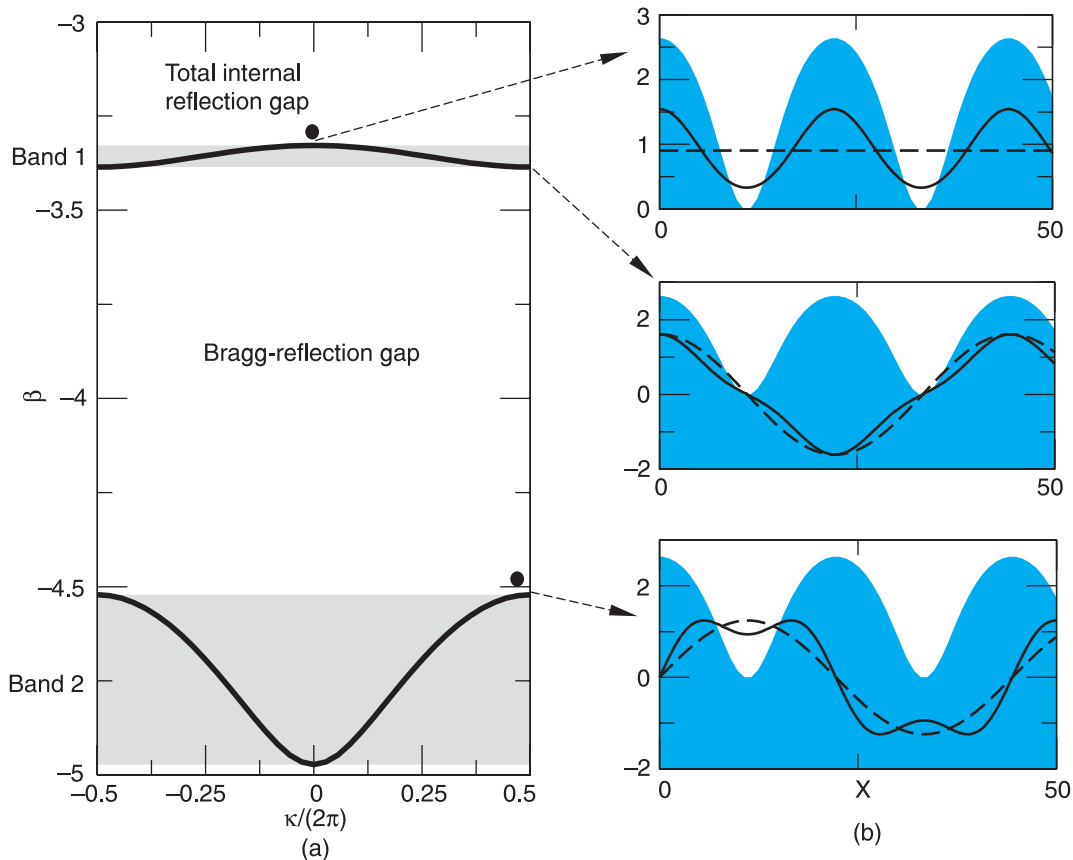 −3
Total internal
reflection gap
Band 1
−3.5
Bragg-reflection gap
β
−4
−4.5
Band 2
−5
−0.5
−0.25
0
0.25
0.5
κ/(2π)
(a)
3
2
1
0
0
50
2
0
−2
0
50
2
0
−2
0
X
50
(b)